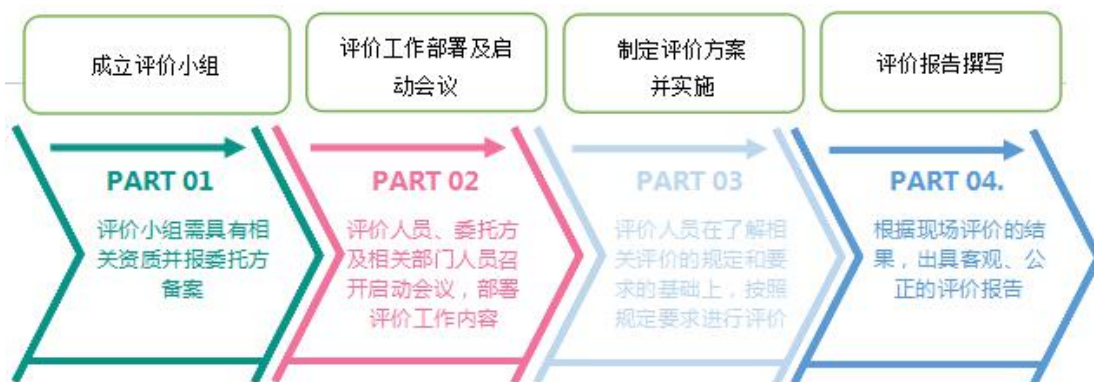 成立评价小组
评价工作部署及启
动会议
制定评价方案
并实施
评价报告撰写
PART 01
评价小组需具有相
关资质并报委托方
备案
PART 02
评价人员、委托方
及相关部门人员召
开启动会议，部署
评价工作内容
PART 03
评价人员在了解相
关评价的规定和要
求的基础上，按照
规定要求进行评价
PART 04.
根据现场评价的结
果，出具客观、公
正的评价报告